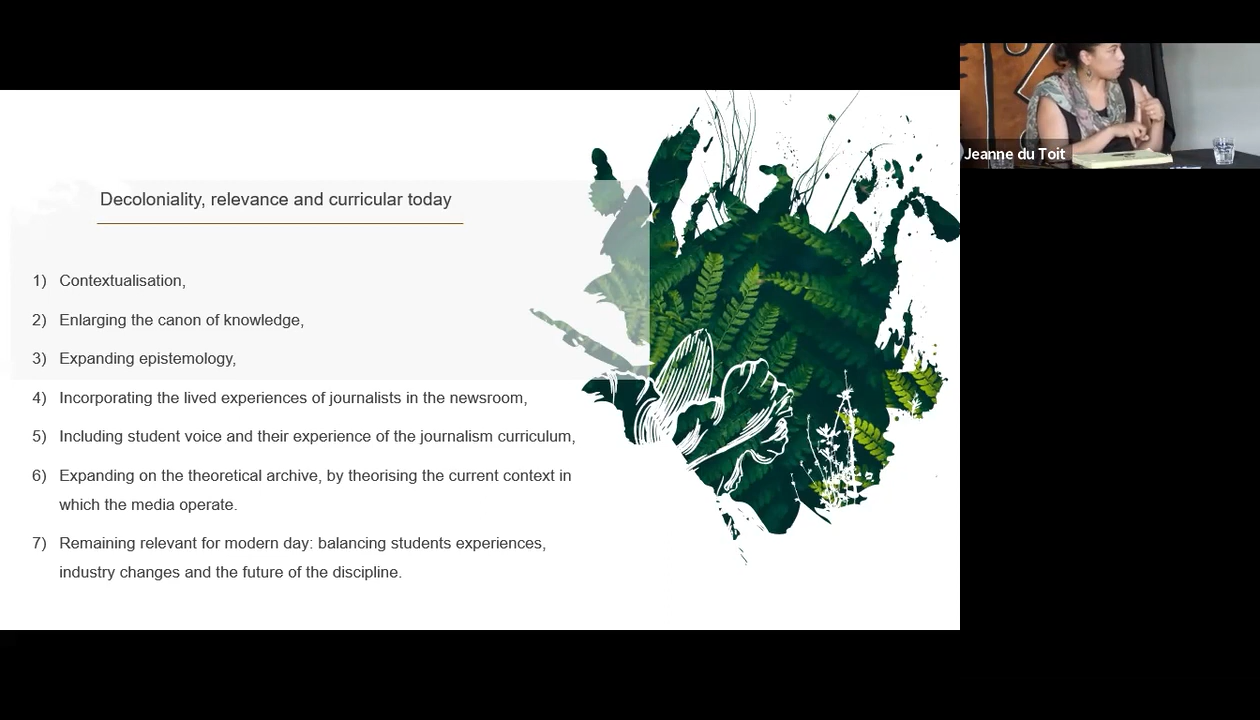 Decoloniality, relevance and curricular today
1) Contextualisation,
2) Enlarging the canon of knowledge,
3) Expanding epistemology,
4) Incorporating the lived experiences of journalists in the newsroom,
5) Including student voice and their experience of the journalism curriculum,
6) Expanding on the theoretical archive, by theorising the current context in
which the media operate.
7) Remaining relevant for modern day: balancing students experiences,
industry changes and the future of the discipline.
Jeanne du Toit